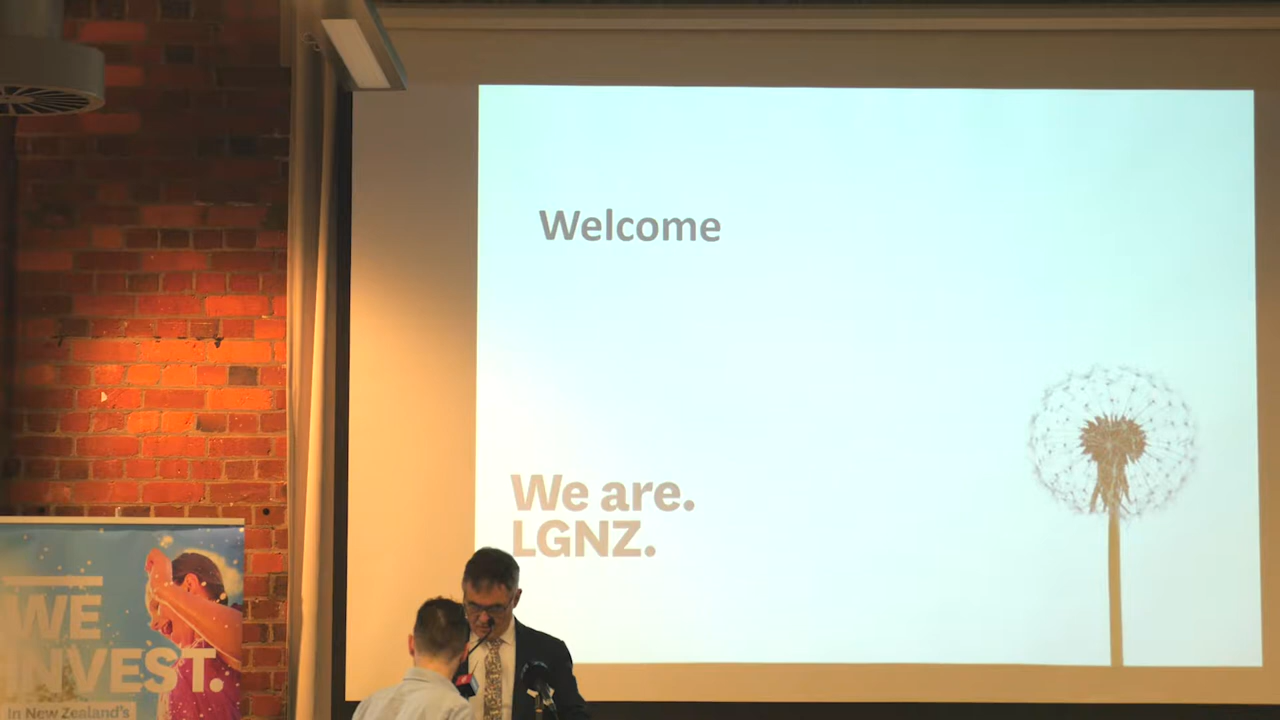 Welcome
We are.
LGNZ.
WE
INVEST.
In New Zealand's